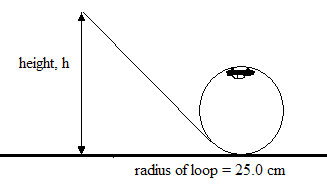 height, h
radius of loop = 25.0 cm